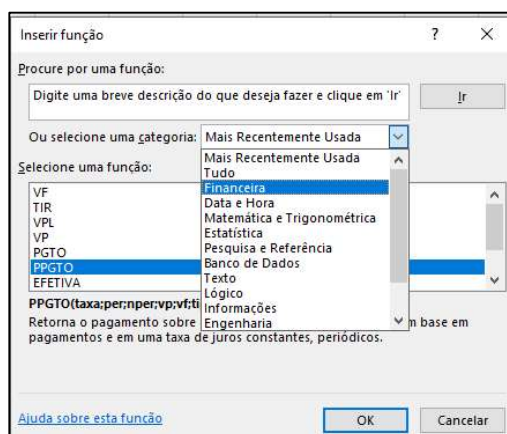 Inserir função ? X
Procure por uma função:
Digite uma breve descrição do que deseja fazer e clique em 'Ir'
Ir
Ou selecione uma categoria: Mais Recentemente Usada
Mais Recentemente Usada
Tudo
Financeira
Data e Hora
Matemática e Trigonométrica
Estatística
Pesquisa e Referência
Banco de Dados
Texto
Lógico
Informações
Engenharia
Selecione uma função:
VF
TIR
VPL
VP
PGTO
PPGTO
EFETIVA
PPGTO(taxa;per;nper;vp;vf;ti
Retorna o pagamento sobre m base em
pagamentos e em uma taxa de juros constantes, periódicos.
Ajuda sobre esta função
OK
Cancelar